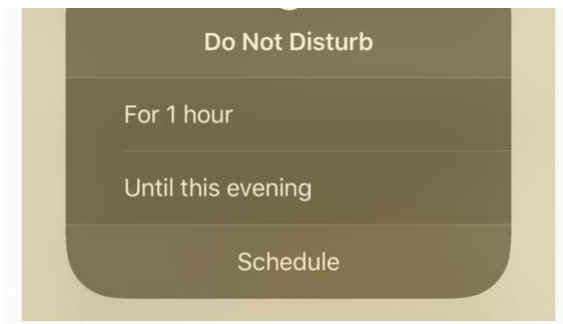 Do Not Disturb
For 1 hour
Until this evening
Schedule